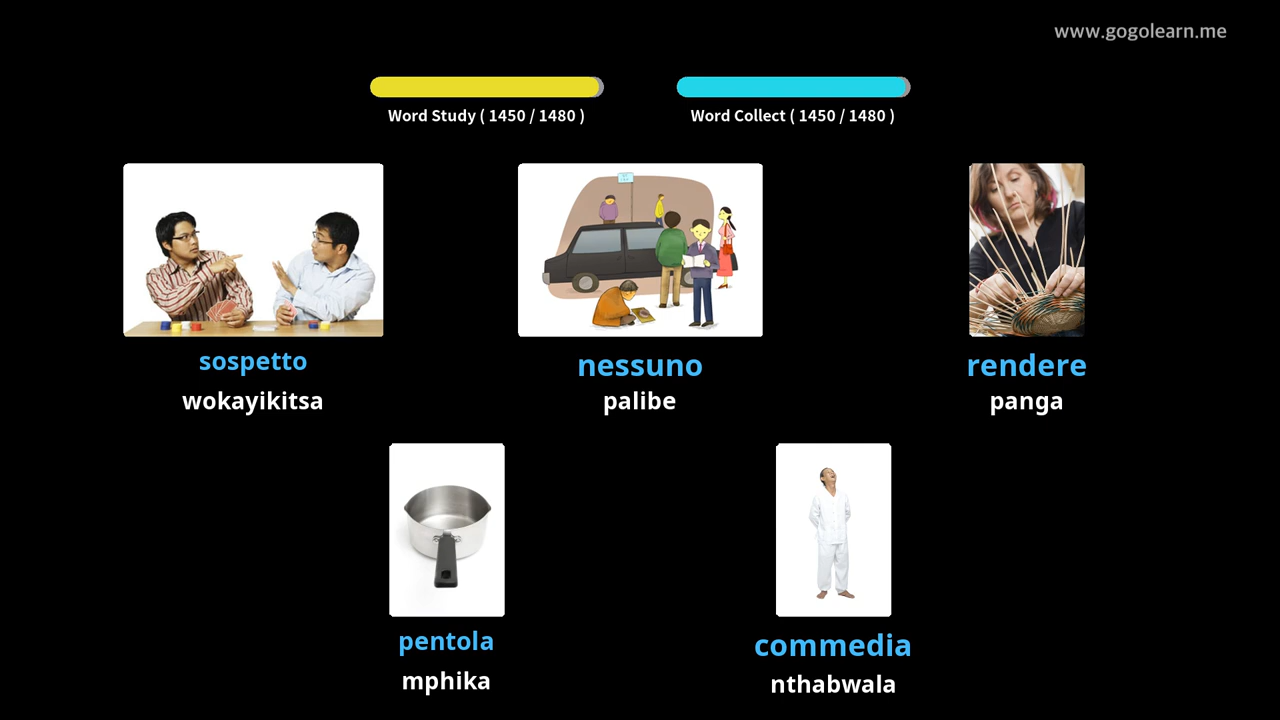 www.gogolearn.me
Word Study ( 1450 / 1480 )
Word Collect ( 1450 / 1480 )
sospetto
wokayikitsa
nessuno
palibe
rendere
panga
pentola
mphika
commedia
nthabwala